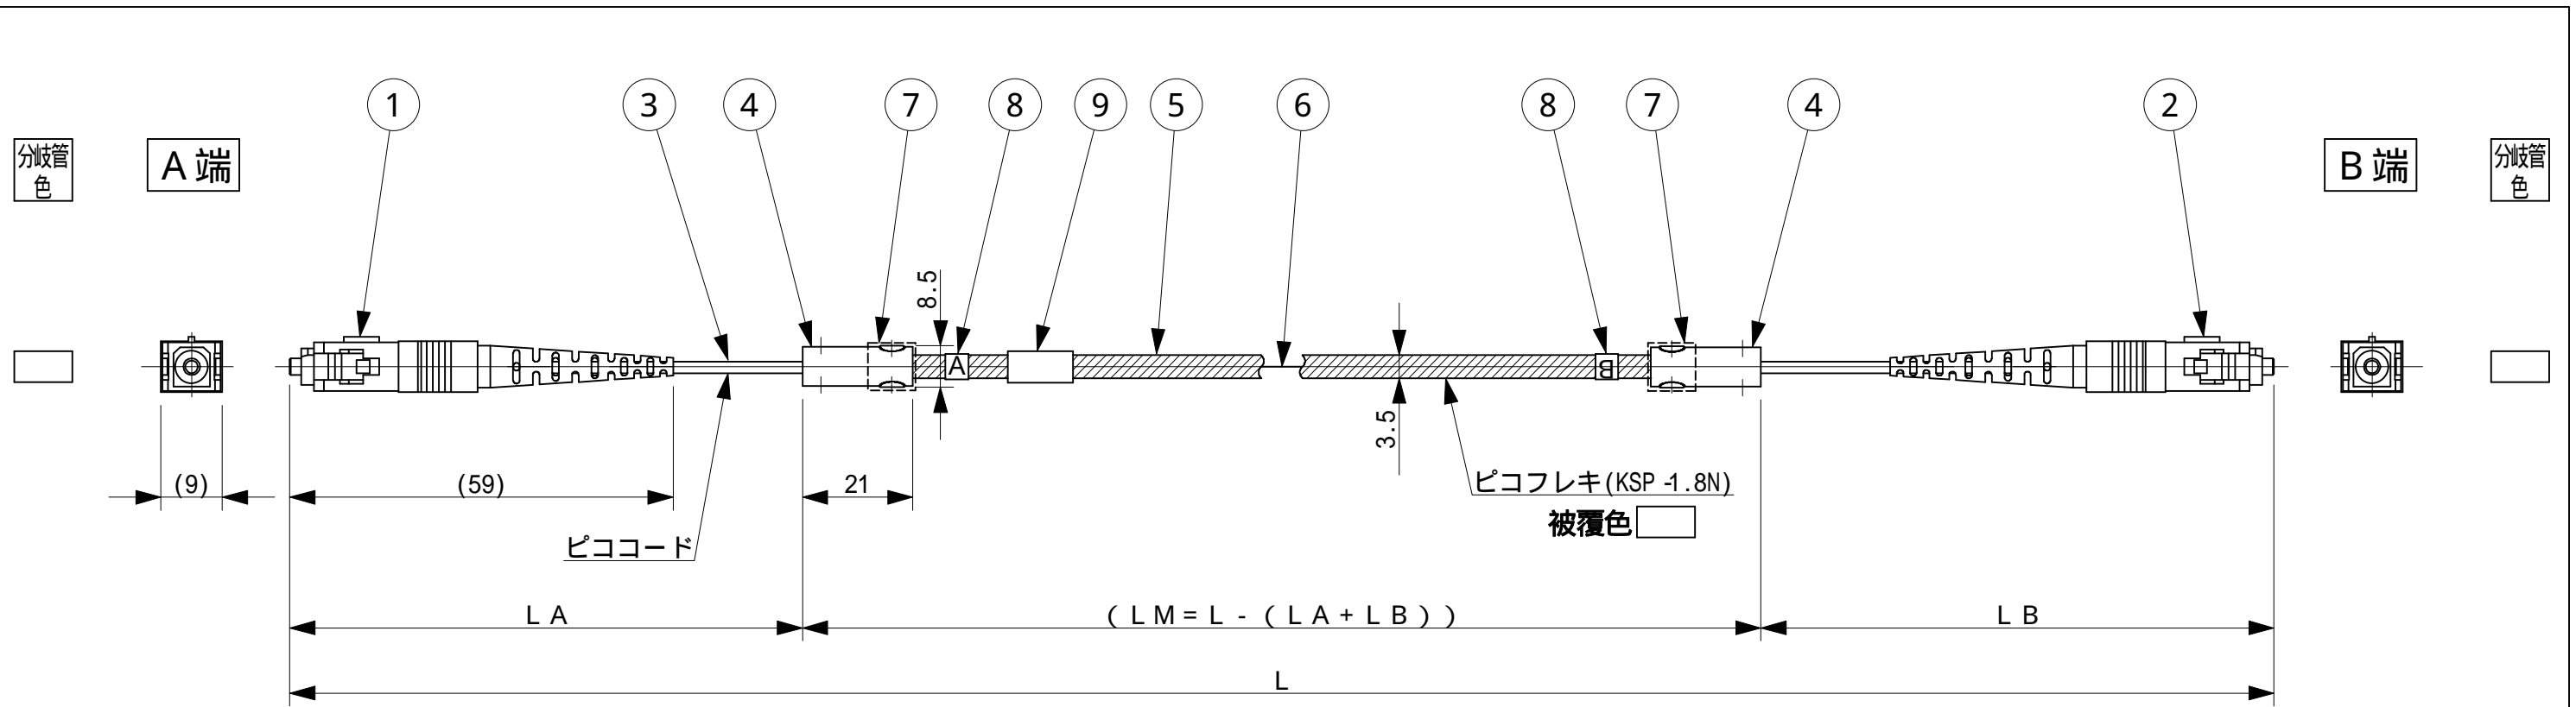 1 3 4 7 8 9 5 6 8 7 4 2
分岐管
色
A端
B端
分岐管
色
8.5
A
B
3.5
(9)
(59)
21
ピコフレキ(KSP-1.8N)
被覆色
ピココード
LA
(LM=L-(LA+LB))
LB
L